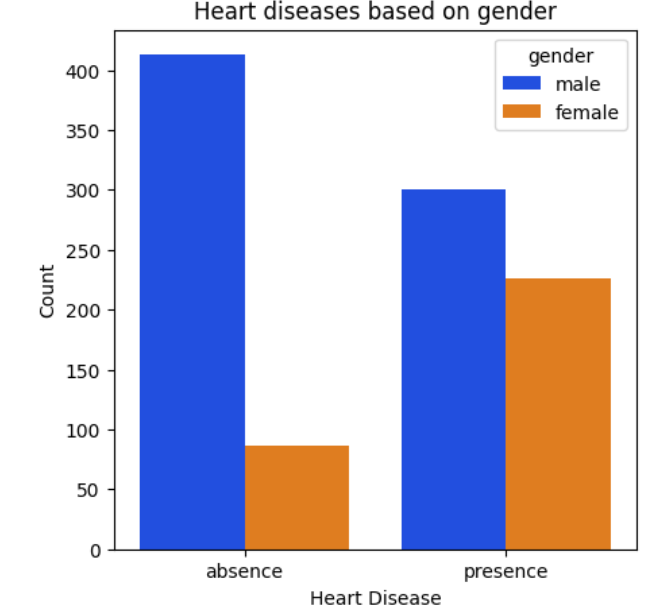 Heart diseases based on gender
gender
male
female
400
350
300
250
200
150
100
50
0
Count
absence
presence
Heart Disease